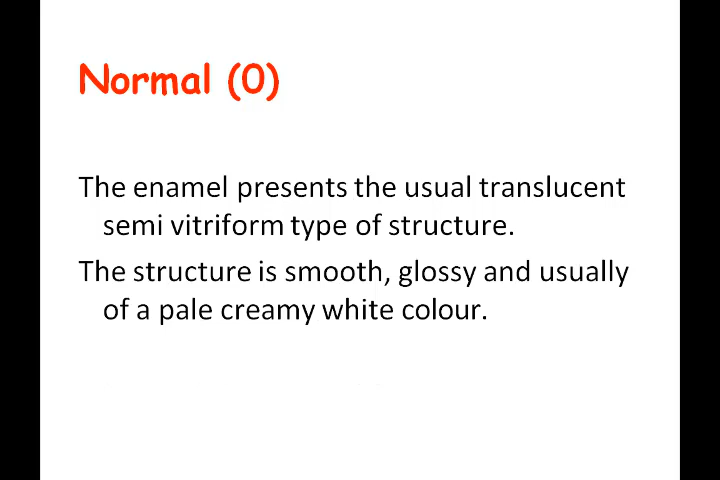 Normal (0)
The enamel presents the usual translucent
semi vitriform type of structure.
The structure is smooth, glossy and usually
of a pale creamy white colour.